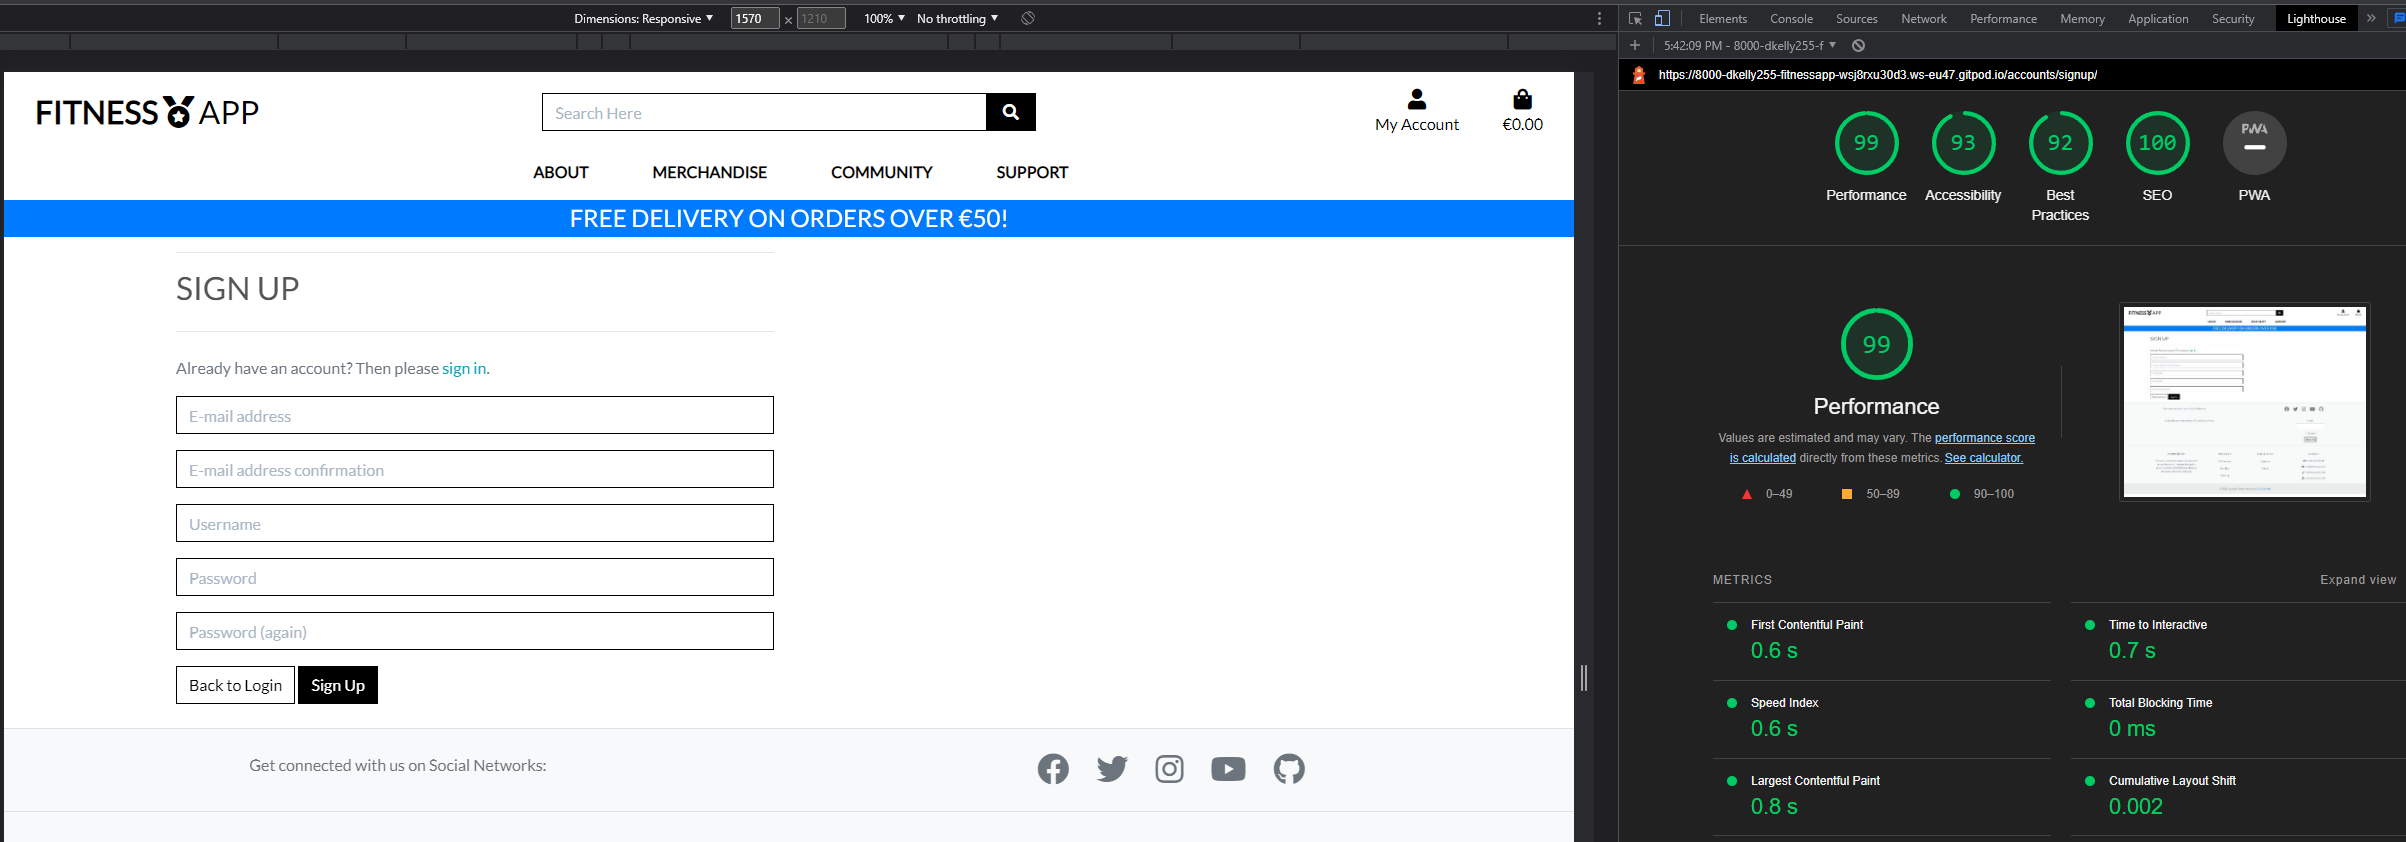 Dimensions: Responsive ▼ 1570 × 1210 100% ▼ No throttling ▼
FITNESS APP
Search Here
My Account
€0.00
ABOUT MERCHANDISE COMMUNITY SUPPORT
FREE DELIVERY ON ORDERS OVER €50!
SIGN UP
Already have an account? Then please sign in.
E-mail address
E-mail address confirmation
Username
Password
Password (again)
Back to Login Sign Up
Get connected with us on Social Networks:
Elements Console Sources Network Performance Memory Application Security Lighthouse »
+ 5:42:09 PM - 8000-dkelly255-f ▼
https://8000-dkelly255-fitnessapp-wsj8rxu30d3.ws-eu47.gitpod.io/accounts/signup/
99 93 92 100 PWA
Performance Accessibility Best Practices SEO PWA
99
Performance
Values are estimated and may vary. The performance score
is calculated directly from these metrics. See calculator.
0–49 50–89 90–100
FITNESS APP
SIGN UP
METRICS Expand view
First Contentful Paint
0.6 s
Time to Interactive
0.7 s
Speed Index
0.6 s
Total Blocking Time
0 ms
Largest Contentful Paint
0.8 s
Cumulative Layout Shift
0.002